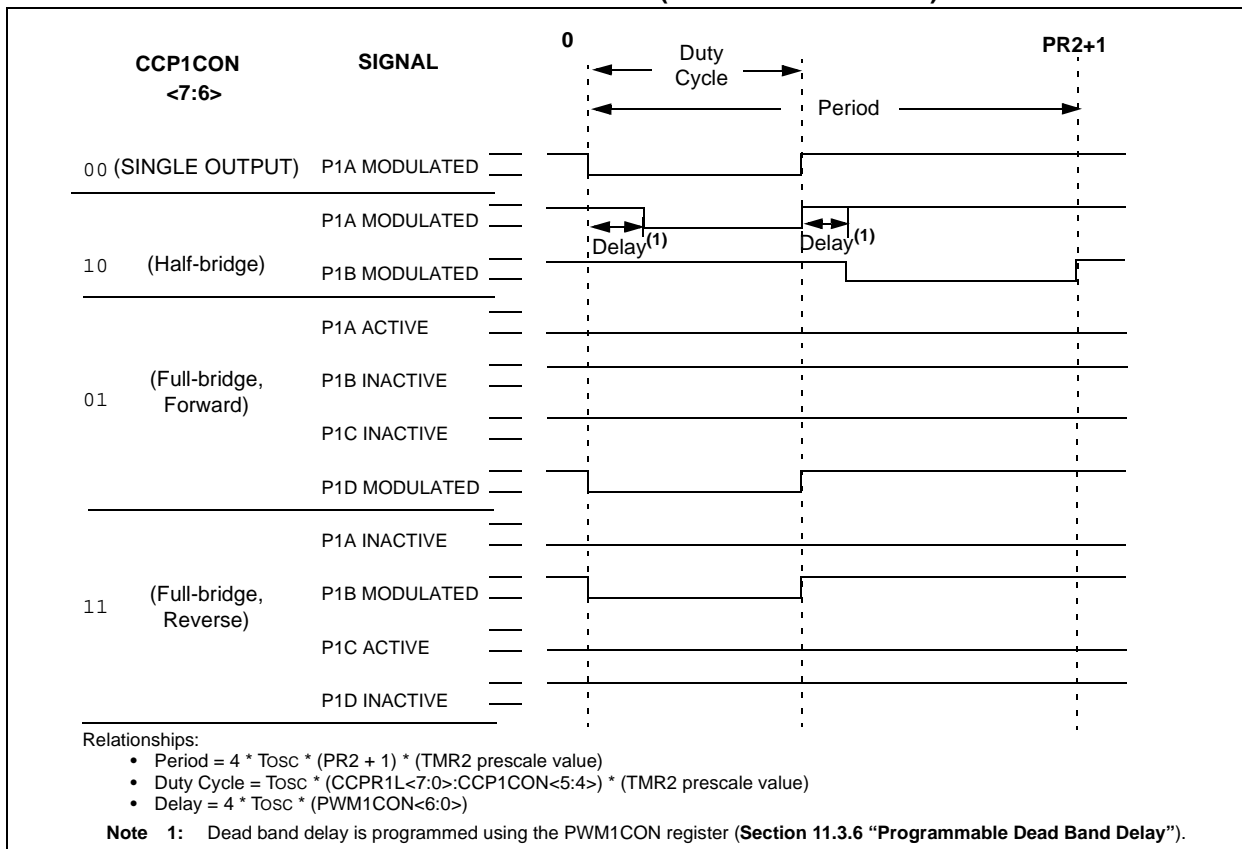 0
PR2+1
Duty
Cycle
CCP1CON
<7:6>
SIGNAL
Period
00 (SINGLE OUTPUT) P1A MODULATED
P1A MODULATED
Delay(1)
Delay(1)
10 (Half-bridge)
P1B MODULATED
P1A ACTIVE
01 (Full-bridge,
Forward)
P1B INACTIVE
P1C INACTIVE
P1D MODULATED
P1A INACTIVE
11 (Full-bridge,
Reverse)
P1B MODULATED
P1C ACTIVE
P1D INACTIVE
Relationships:
• Period = 4 * TOSC * (PR2 + 1) * (TMR2 prescale value)
• Duty Cycle = TOSC * (CCPR1L<7:0>:CCP1CON<5:4>) * (TMR2 prescale value)
• Delay = 4 * TOSC * (PWM1CON<6:0>)
Note 1: Dead band delay is programmed using the PWM1CON register (Section 11.3.6 “Programmable Dead Band Delay”).